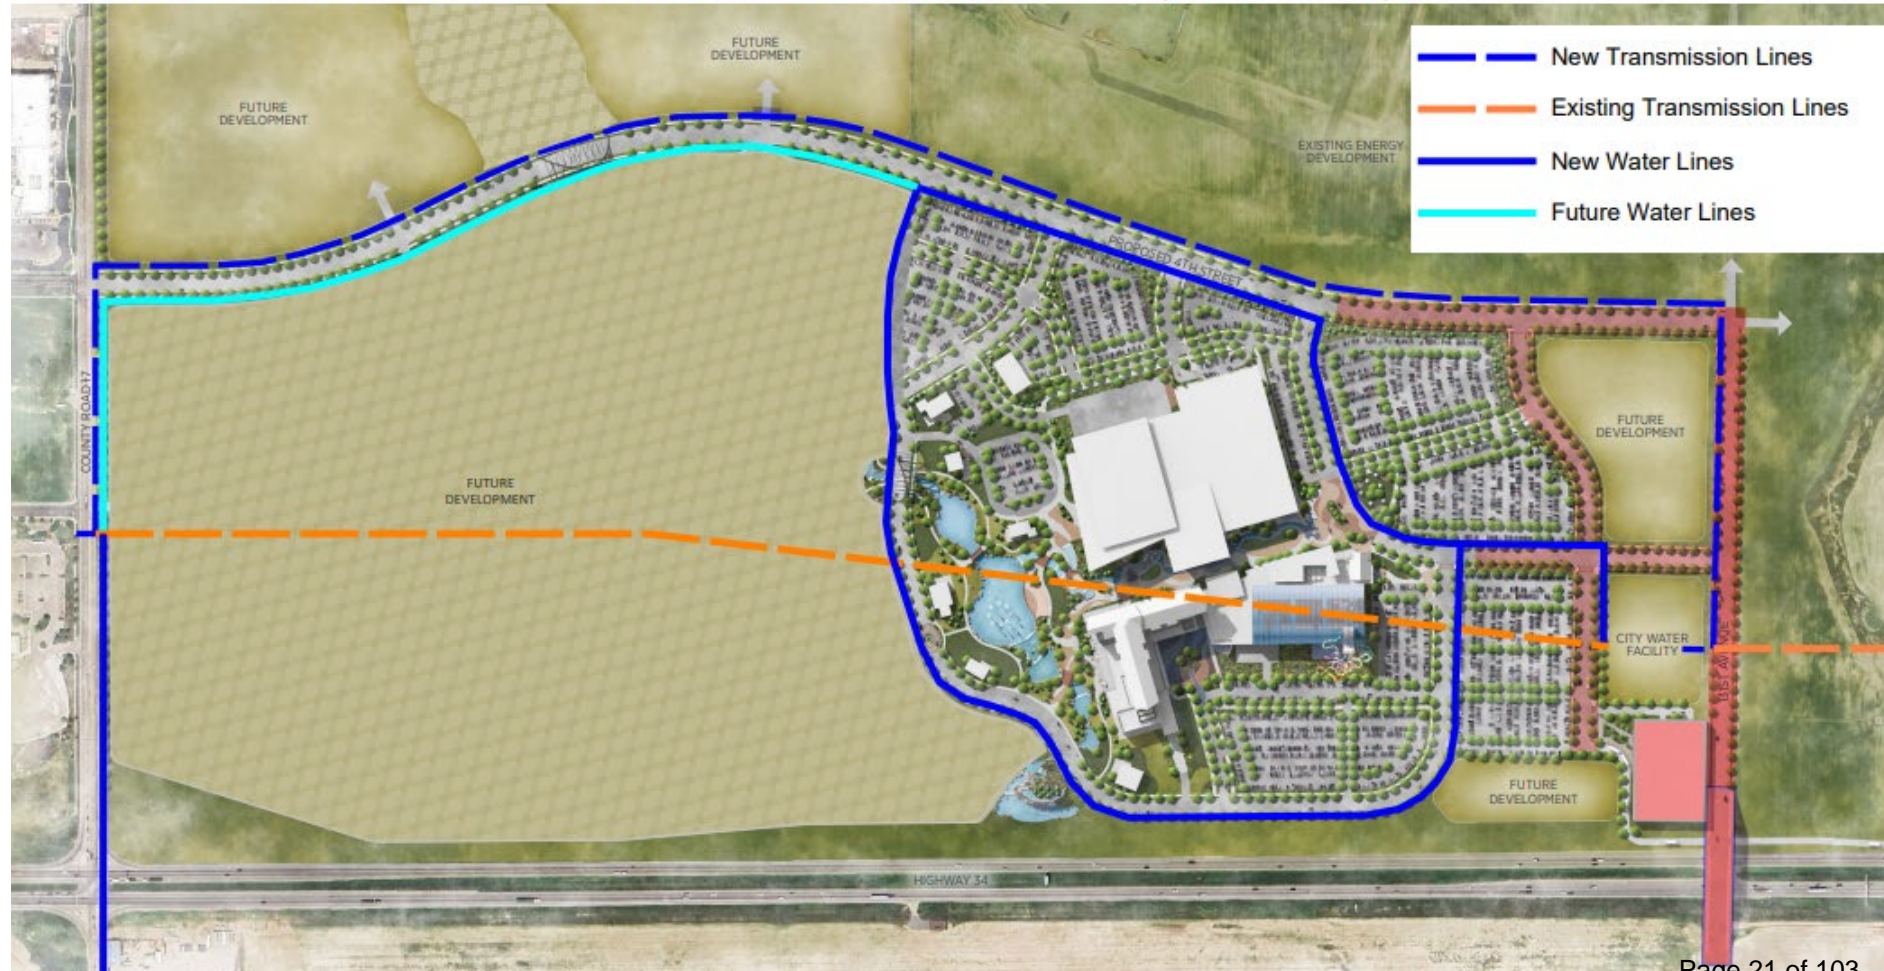 New Transmission Lines
Existing Transmission Lines
New Water Lines
Future Water Lines
FUTURE
DEVELOPMENT
FUTURE
DEVELOPMENT
EXISTING ENERGY
DEVELOPMENT
PROPOSED 4TH STREET
COUNTY ROAD 17
FUTURE
DEVELOPMENT
FUTURE
DEVELOPMENT
CITY WATER
FACILITY
FUTURE
DEVELOPMENT
HIGHWAY 34
Page 21 of 103